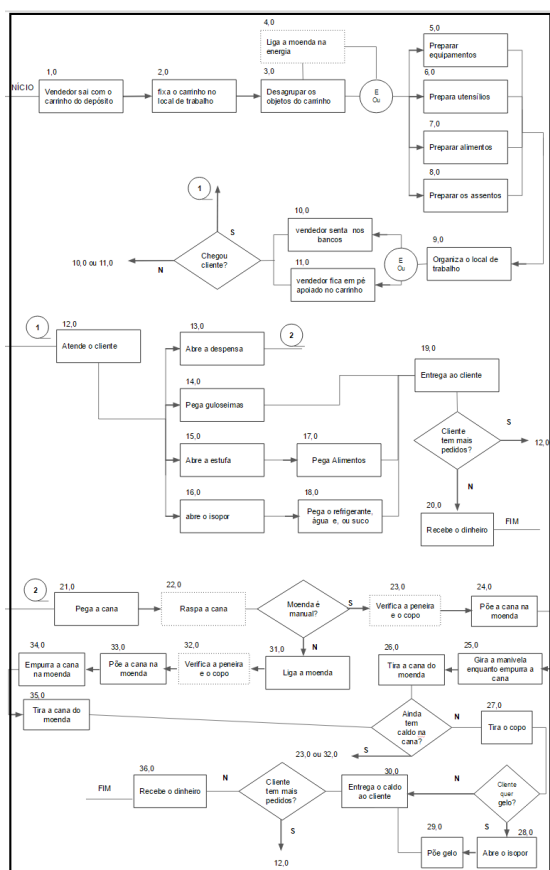 4,0
Liga a moenda na
energia
5,0
Preparar
equipamentos
1,0
2,0
3,0
E
Ou
6,0
Prepara utensílios
INÍCIO
Vendedor sai com o
carrinho do depósito
fixa o carrinho no
local de trabalho
Desagrupar os
objetos do carrinho
7,0
Preparar alimentos
8,0
Preparar os assentos
1
S
10,0
vendedor senta nos
bancos
Chegou
cliente?
10,0 ou 11,0
N
11,0
vendedor fica em pé
apoiado no carrinho
E
Ou
9,0
Organiza o local de
trabalho
1
12,0
Atende o cliente
13,0
Abre a despensa
2
14,0
Pega guloseimas
19,0
Entrega ao cliente
15,0
Abre a estufa
17,0
Pega Alimentos
Cliente
tem mais
pedidos?
S
12,0
16,0
abre o isopor
18,0
Pega o refrigerante,
água e, ou suco
N
20,0
Recebe o dinheiro
FIM
2
21,0
Pega a cana
22,0
Raspa a cana
Moenda é
manual?
S
23,0
Verifica a peneira
e o copo
24,0
Põe a cana na
moenda
N
34,0
Empurra a cana
na moenda
33,0
Põe a cana na
moenda
32,0
Verifica a peneira
e o copo
31,0
Liga a moenda
26,0
Tira a cana do
moenda
25,0
Gira a manivela
enquanto empurra a
cana
35,0
Tira a cana do
moenda
Ainda
tem
caldo na
cana?
N
27,0
Tira o copo
S
23,0 ou 32,0
36,0
Recebe o dinheiro
FIM
N
Cliente
tem mais
pedidos?
S
12,0
30,0
Entrega o caldo
ao cliente
N
Cliente
quer
gelo?
S
29,0
Põe gelo
28,0
Abre o isopor